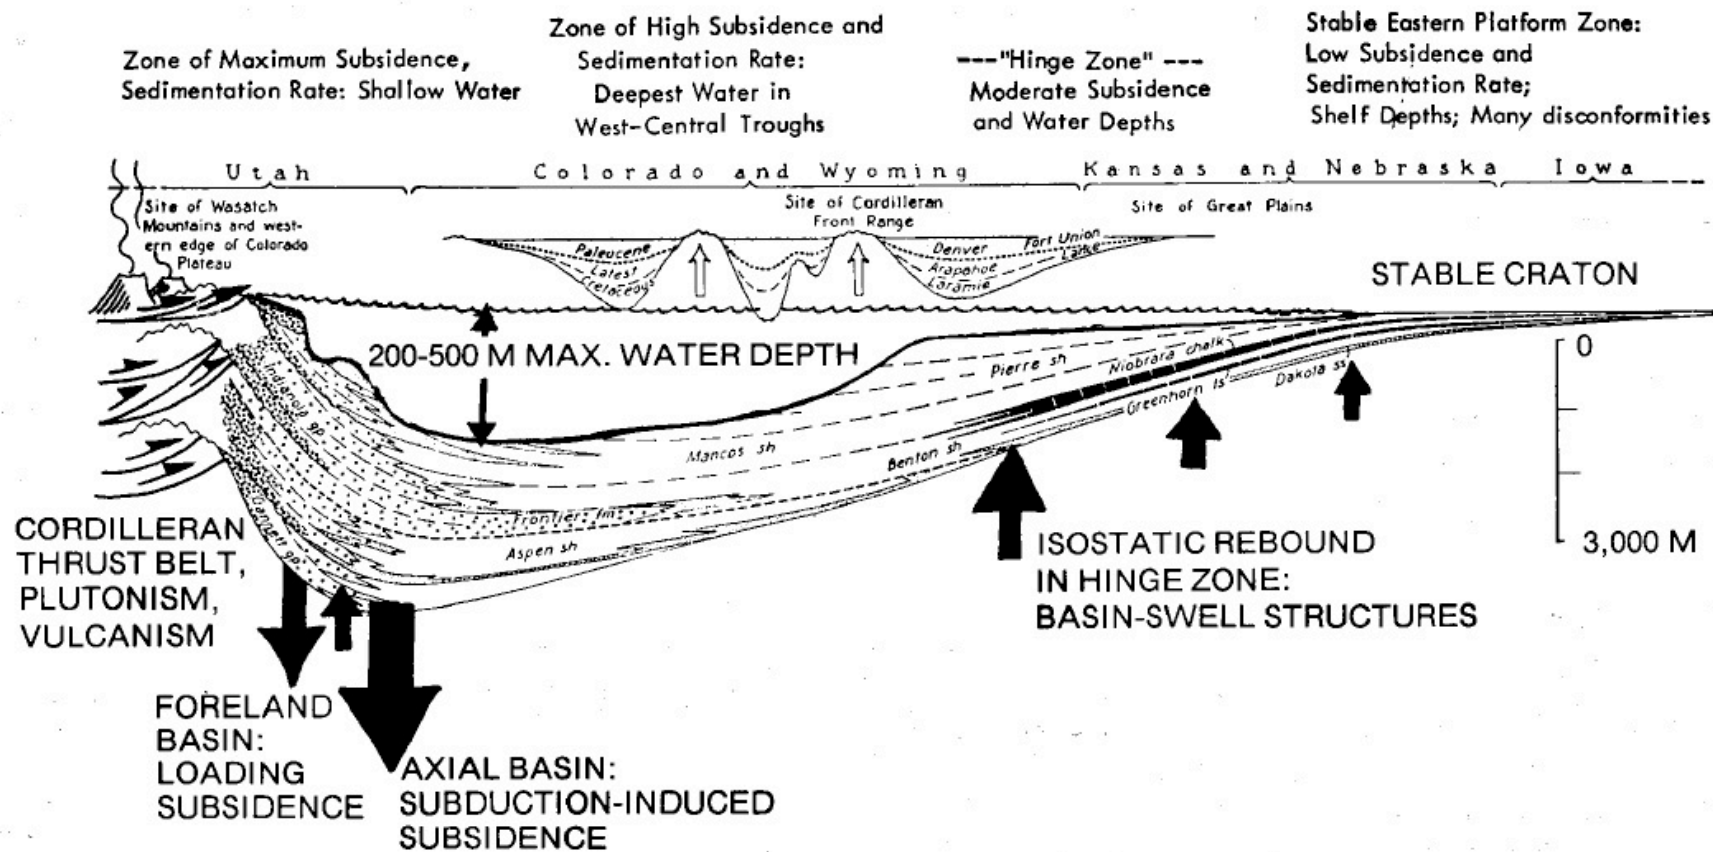 Zone of Maximum Subsidence,
Sedimentation Rate: Shallow Water
Zone of High Subsidence and
Sedimentation Rate:
Deepest Water in
West-Central Troughs
---"Hinge Zone" ---
Moderate Subsidence
and Water Depths
Stable Eastern Platform Zone:
Low Subsidence and
Sedimentation Rate;
Shelf Depths; Many disconformities
Utah
Colorado and Wyoming
Kansas and Nebraska
Iowa
Site of Wasatch
Mountains and west-
ern edge of Colorado
Plateau
Site of Cordilleran
Front Range
Site of Great Plains
Paleocene
Latest
Cretaceous
Denver
Arapahoe
Laramie
Fort Union
Lance
STABLE CRATON
200-500 M MAX. WATER DEPTH
Pierre sh
Niobrara chalk
Greenhorn ls
Dakota ss
Indianola gp
Mancos sh
Benton sh
Frontier fm
Aspen sh
Gannett gp
0
3,000 M
CORDILLERAN
THRUST BELT,
PLUTONISM,
VULCANISM
ISOSTATIC REBOUND
IN HINGE ZONE:
BASIN-SWELL STRUCTURES
FORELAND
BASIN:
LOADING
SUBSIDENCE
AXIAL BASIN:
SUBDUCTION-INDUCED
SUBSIDENCE